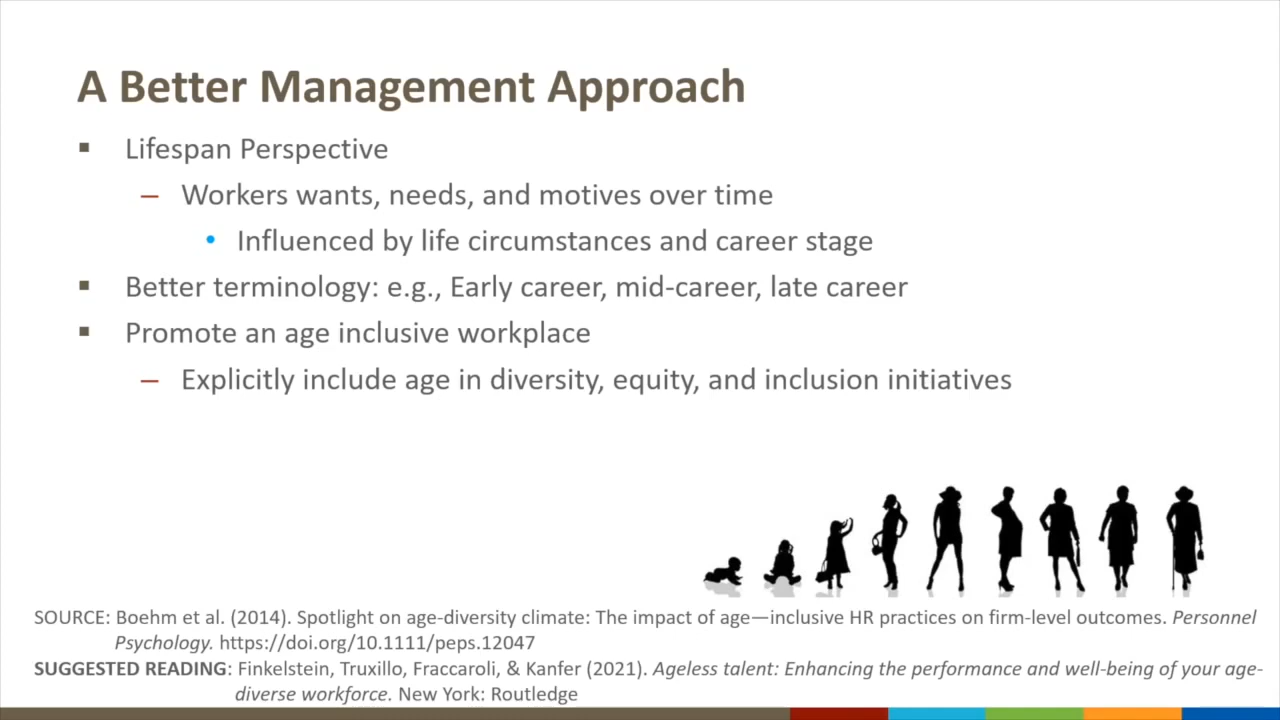 A Better Management Approach
▪ Lifespan Perspective
– Workers wants, needs, and motives over time
• Influenced by life circumstances and career stage
▪ Better terminology: e.g., Early career, mid-career, late career
▪ Promote an age inclusive workplace
– Explicitly include age in diversity, equity, and inclusion initiatives
SOURCE: Boehm et al. (2014). Spotlight on age-diversity climate: The impact of age—inclusive HR practices on firm-level outcomes. Personnel
Psychology. https://doi.org/10.1111/peps.12047
SUGGESTED READING: Finkelstein, Truxillo, Fraccaroli, & Kanfer (2021). Ageless talent: Enhancing the performance and well-being of your age-
diverse workforce. New York: Routledge